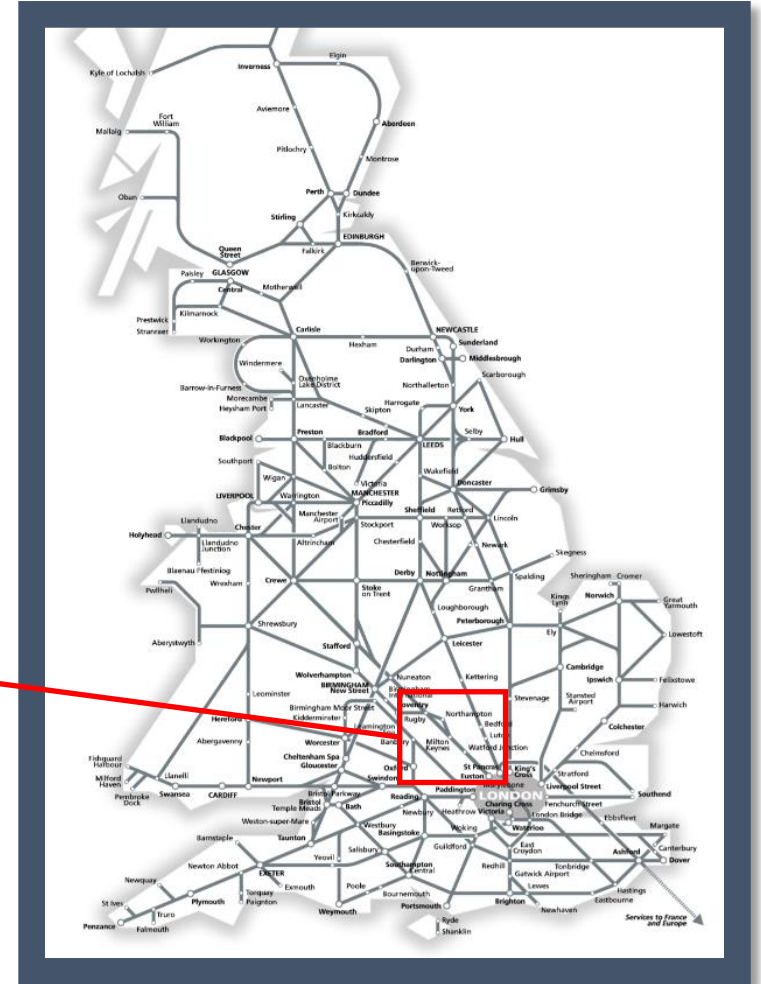 Elgin
Inverness
Kyle of Lochalsh
Aviemore
Fort
William
Mallaig
Aberdeen
Pitlochry
Montrose
Perth
Dundee
Oban
Stirling
Kirkcaldy
EDINBURGH
Queen
Street
Falkirk
Berwick-
upon-Tweed
Paisley
GLASGOW
Central
Motherwell
Prestwick
Kilmarnock
Stranraer
Carlisle
NEWCASTLE
Workington
Hexham
Sunderland
Durham
Darlington
Middlesbrough
Windermere
Scarborough
Oxenholme
Lake District
Barrow-in-Furness
Northallerton
Morecambe
Lancaster
Harrogate
Heysham Port
Skipton
York
Blackpool
Preston
Bradford
LEEDS
Selby
Hull
Blackburn
Huddersfield
Southport
Bolton
Wakefield
Wigan
Victoria
Doncaster
LIVERPOOL
Warrington
MANCHESTER
Piccadilly
Grimsby
Sheffield
Retford
Llandudno
Manchester
Airport
Lincoln
Chester
Stockport
Worksop
Holyhead
Llandudno
Junction
Altrincham
Chesterfield
Newark
Skegness
Blaenau Ffestiniog
Derby
Nottingham
Sheringham
Cromer
Pwllheli
Wrexham
Crewe
Stoke
on Trent
Grantham
Spalding
Kings
Lynn
Norwich
Great
Yarmouth
Loughborough
Peterborough
Shrewsbury
Ely
Lowestoft
Aberystwyth
Stafford
Leicester
Cambridge
Wolverhampton
Nuneaton
Kettering
BIRMINGHAM
New Street
Birmingham
International
Ipswich
Felixstowe
Leominster
Stevenage
Stansted
Airport
Harwich
Birmingham Moor Street
Coventry
Northampton
Kidderminster
Rugby
Bedford
Colchester
Hereford
Leamington
Spa
Luton
Worcester
Banbury
Milton
Keynes
Abergavenny
Watford Junction
Chelmsford
Cheltenham Spa
Fishguard
Harbour
Gloucester
Oxford
St Pancras
King's
Cross
Stratford
Milford
Haven
Llanelli
Newport
Swindon
Euston
Liverpool Street
Pembroke
Dock
Swansea
CARDIFF
Bristol Parkway
Paddington
Marylebone
LONDON
Southend
Bristol
Temple Meads
Bath
Reading
Fenchurch Street
Charing Cross
Newbury
Heathrow
Victoria
London Bridge
Ebbsfleet
Weston-super-Mare
Westbury
Basingstoke
Woking
Waterloo
Margate
Barnstaple
Taunton
East
Croydon
Canterbury
Salisbury
Guildford
Ashford
Yeovil
Southampton
Central
Redhill
Tonbridge
Dover
Newton Abbot
EXETER
Gatwick Airport
Newquay
Exmouth
Poole
Lewes
Hastings
Torquay
Paignton
Bournemouth
Eastbourne
St Ives
Plymouth
Weymouth
Portsmouth
Brighton
Newhaven
Truro
Ryde
Services to France
and Europe
Penzance
Falmouth
Shanklin